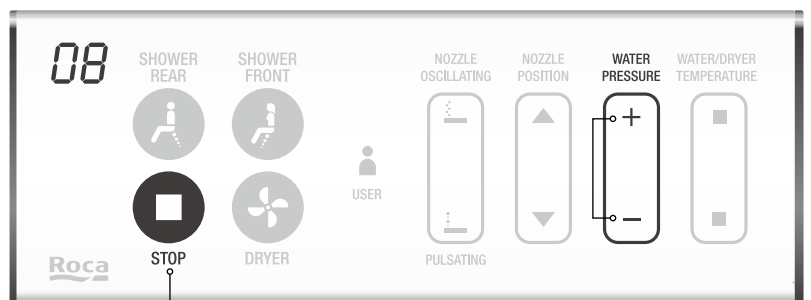 08
SHOWER
REAR
SHOWER
FRONT
NOZZLE
OSCILLATING
NOZZLE
POSITION
WATER
PRESSURE
WATER/DRYER
TEMPERATURE
+
USER
−
STOP
DRYER
PULSATING
Roca